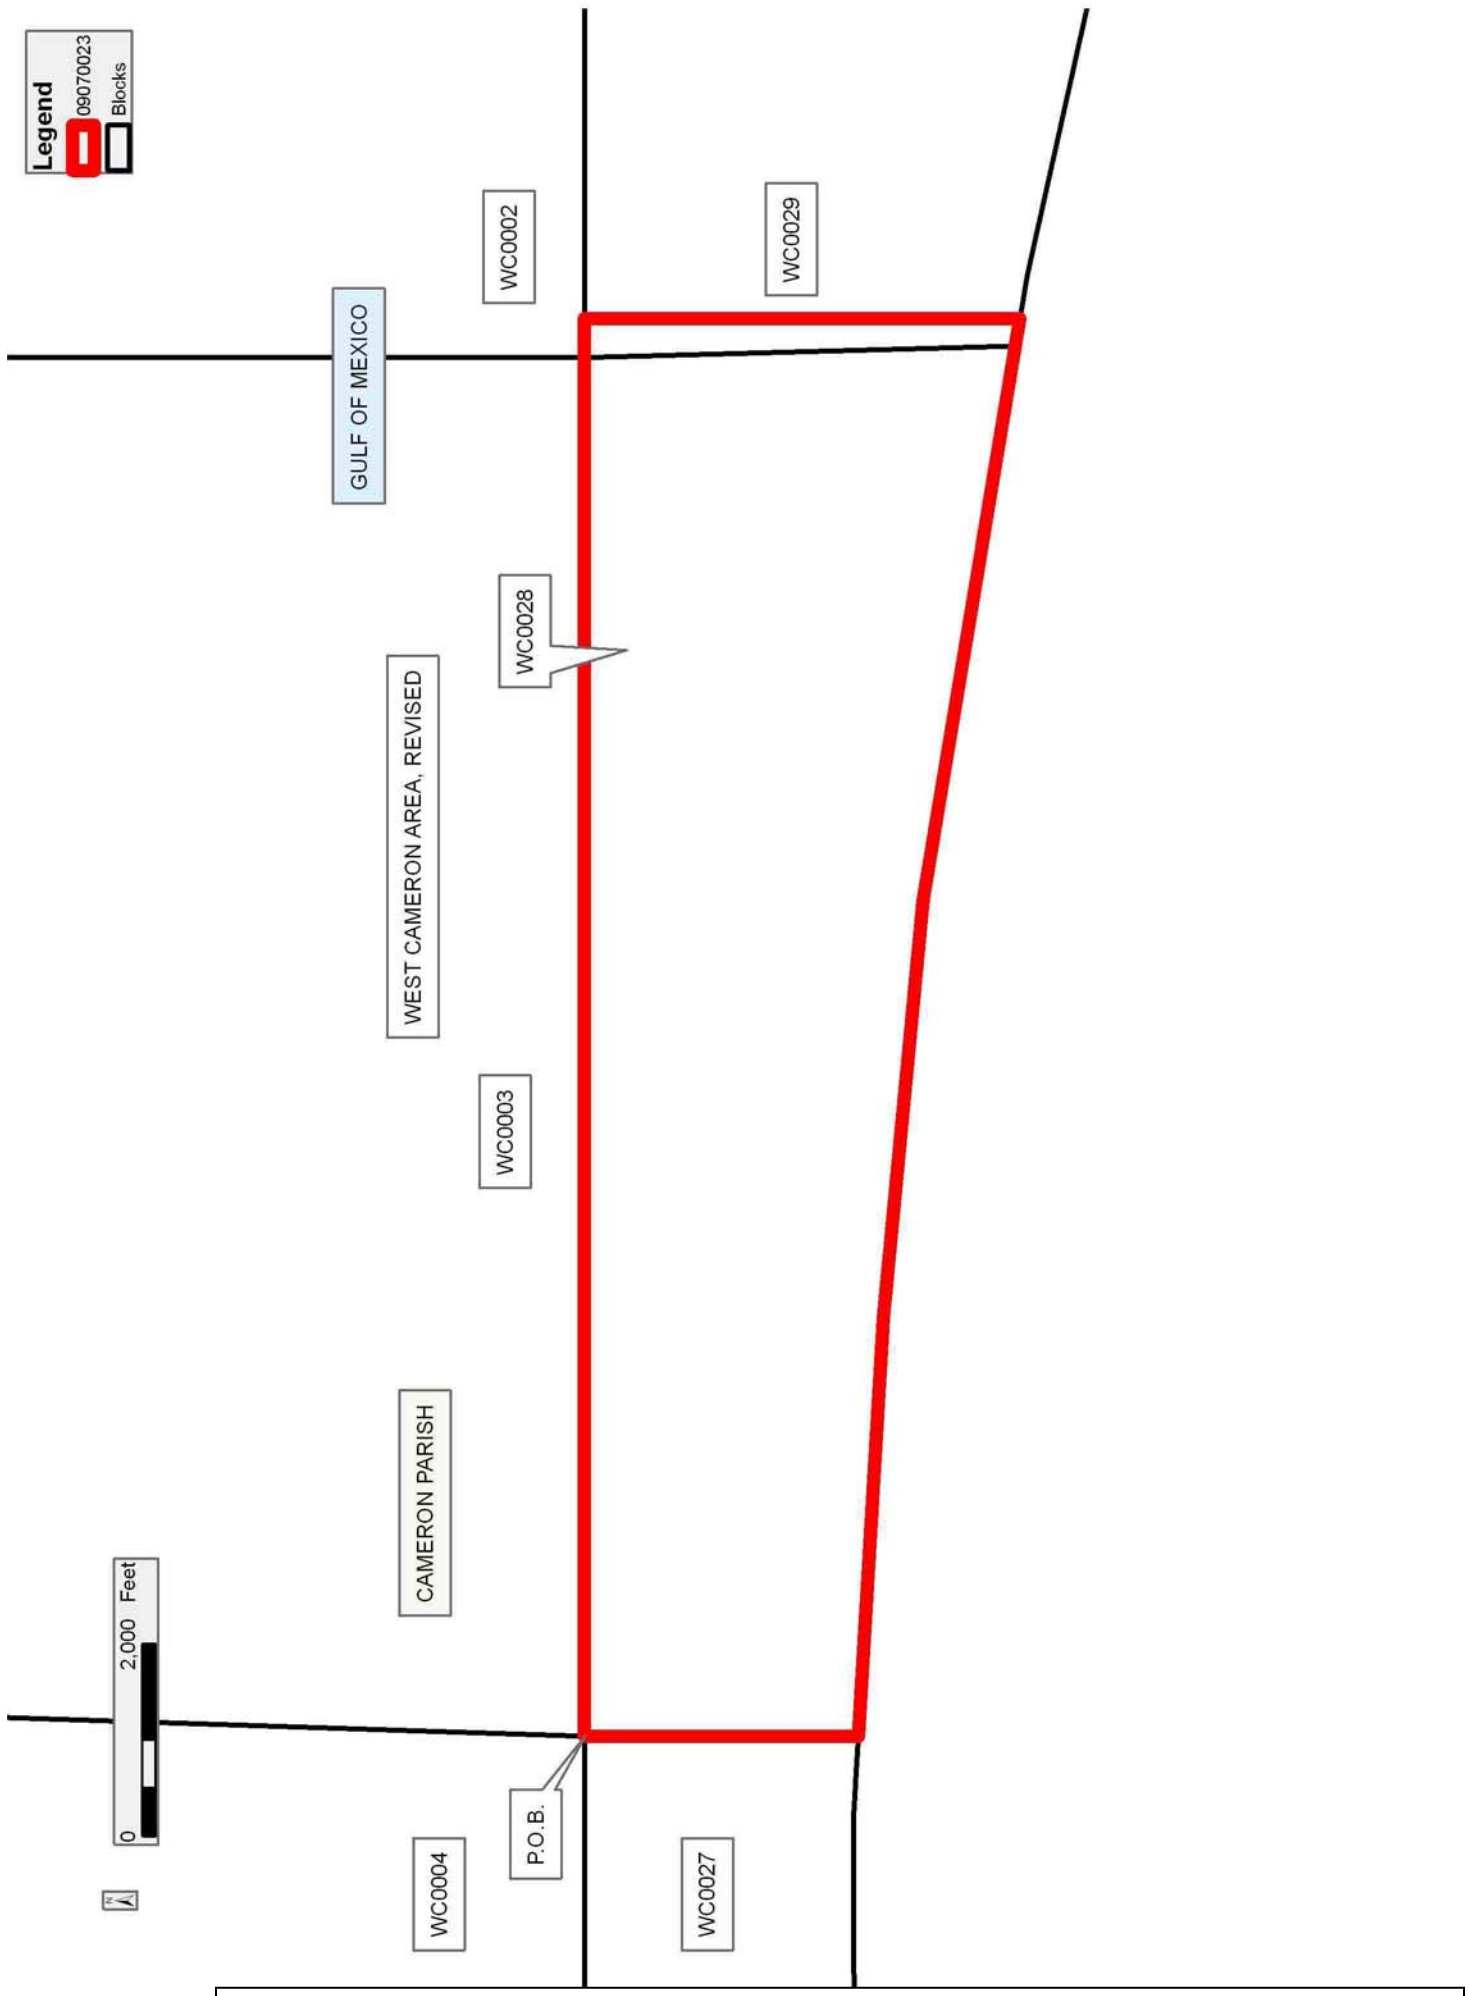 Legend
09070023
Blocks
0 2,000 Feet
N
GULF OF MEXICO
WEST CAMERON AREA, REVISED
CAMERON PARISH
WC0004
WC0003
WC0002
P.O.B.
WC0028
WC0027
WC0029